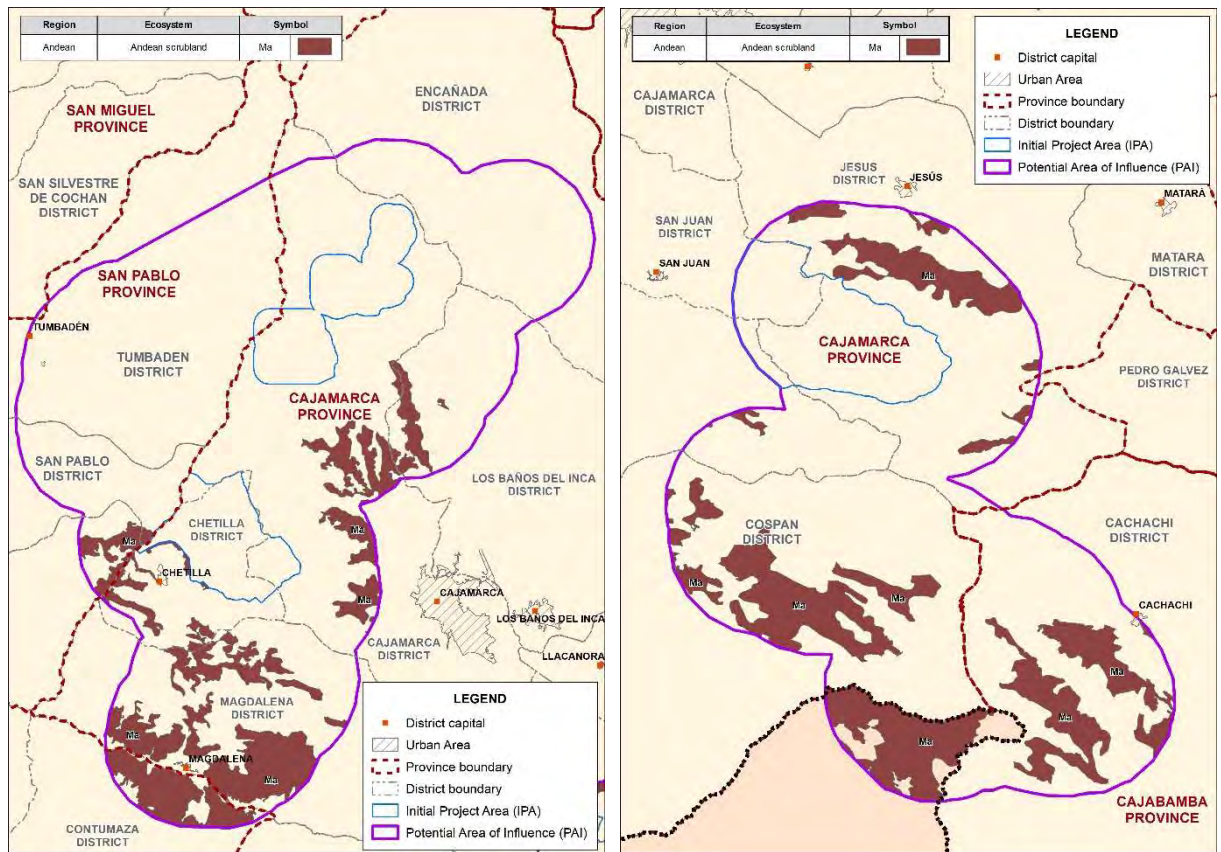 Region Ecosystem Symbol
Andean Andean scrubland Ma
ENCAÑADA
DISTRICT
SAN MIGUEL
PROVINCE
SAN SILVESTRE
DE COCHAN
DISTRICT
SAN PABLO
PROVINCE
TUMBADÉN
TUMBADEN
DISTRICT
CAJAMARCA
PROVINCE
SAN PABLO
DISTRICT
LOS BAÑOS DEL INCA
DISTRICT
CHETILLA
DISTRICT
Ma
Ma
CHETILLA
Ma
CAJAMARCA
LOS BAÑOS DEL INCA
CAJAMARCA
DISTRICT
LLACANORA
MAGDALENA
DISTRICT
Ma
MAGDALENA
Ma
CONTUMAZA
DISTRICT
LEGEND
District capital
Urban Area
Province boundary
District boundary
Initial Project Area (IPA)
Potential Area of Influence (PAI)
Region Ecosystem Symbol
Andean Andean scrubland Ma
LEGEND
District capital
Urban Area
Province boundary
District boundary
Initial Project Area (IPA)
Potential Area of Influence (PAI)
CAJAMARCA
DISTRICT
JESUS
DISTRICT
JESÚS
MATARÁ
SAN JUAN
DISTRICT
SAN JUAN
MATARA
DISTRICT
Ma
CAJAMARCA
PROVINCE
PEDRO GALVEZ
DISTRICT
COSPAN
DISTRICT
CACHACHI
DISTRICT
Ma
Ma
Ma
CACHACHI
Ma
Ma
Ma
CAJABAMBA
PROVINCE